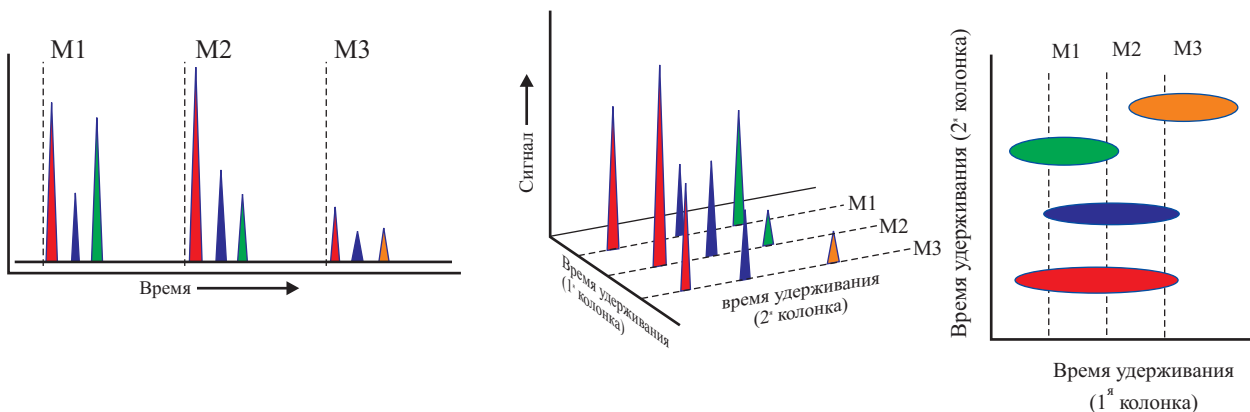 M1
M2
M3
Время
Сигнал
M1
M2
M3
Время удерживания
(1ª колонка)
время удерживания
(2ª колонка)
Время удерживания (2ª колонка)
M1
M2
M3
Время удерживания
(1я колонка)